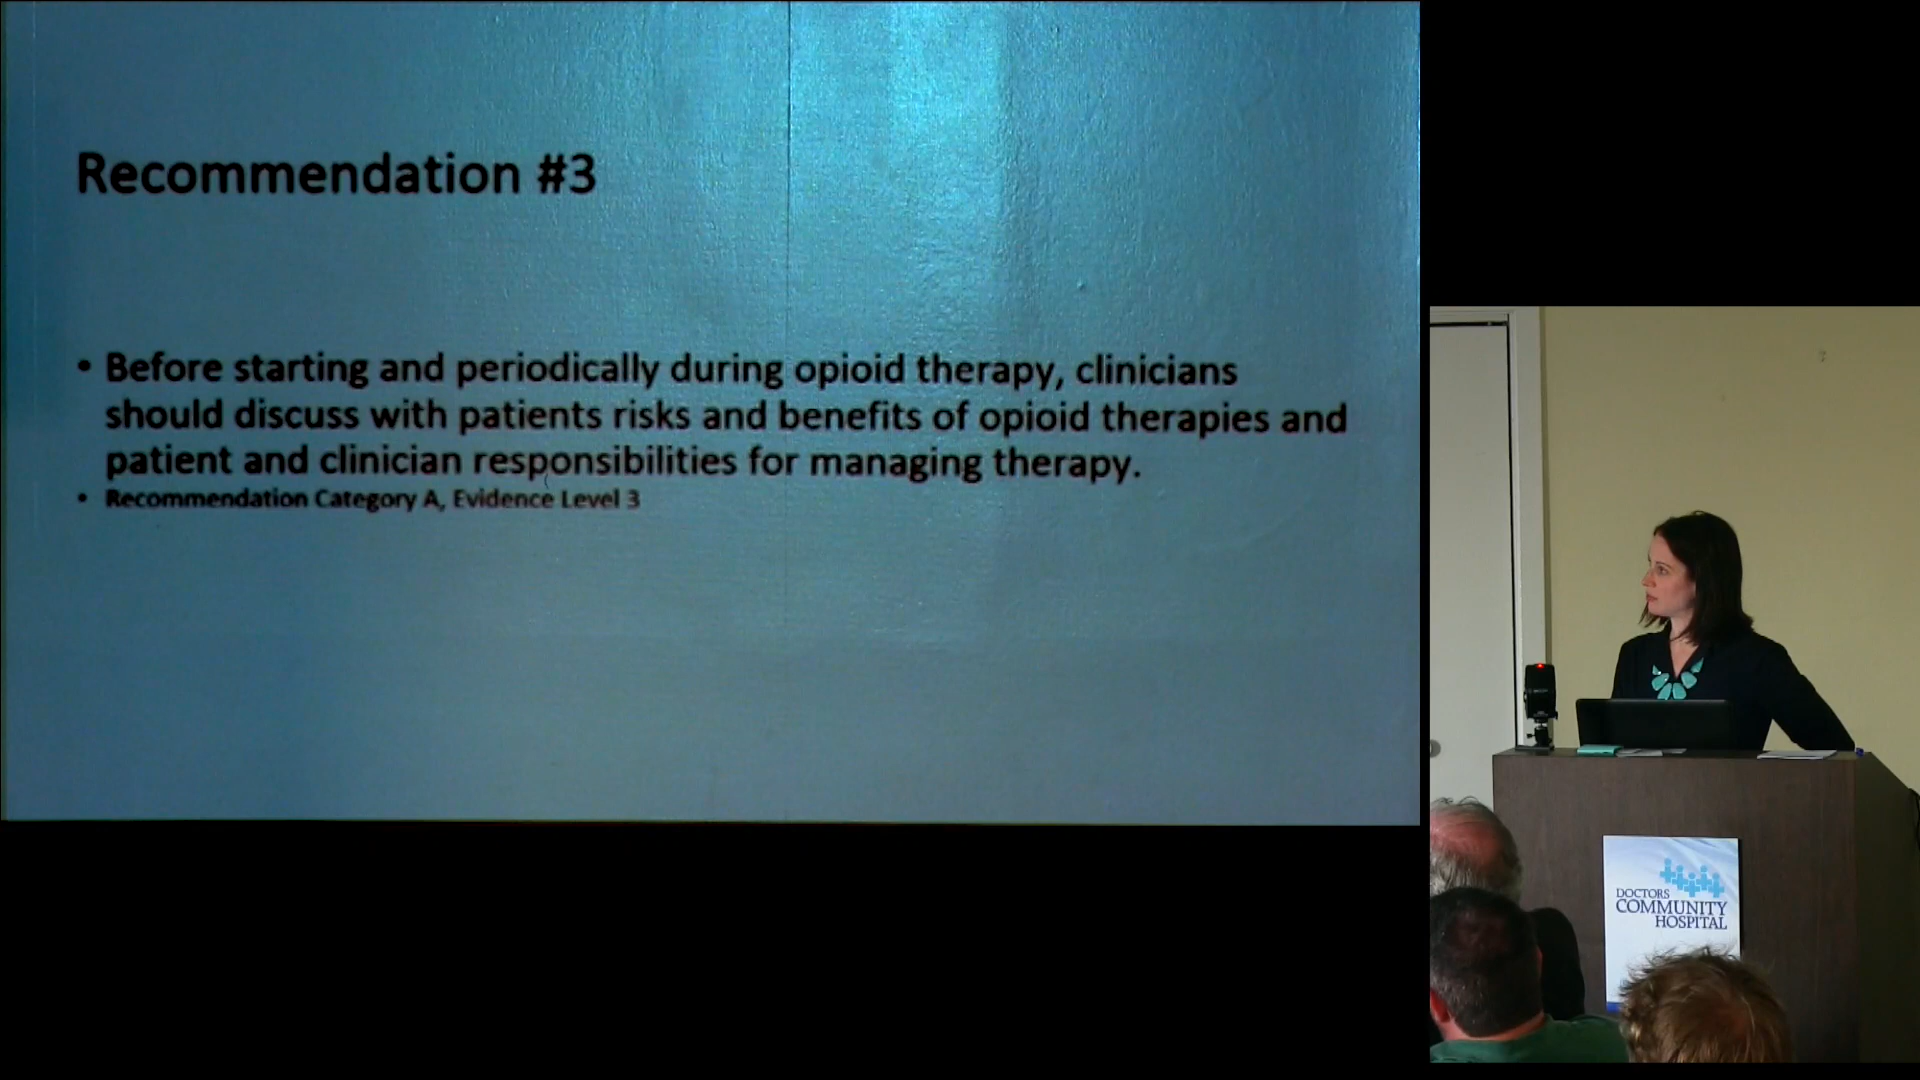 Recommendation #3
• Before starting and periodically during opioid therapy, clinicians
should discuss with patients risks and benefits of opioid therapies and
patient and clinician responsibilities for managing therapy.
• Recommendation Category A, Evidence Level 3
DOCTORS
COMMUNITY
HOSPITAL